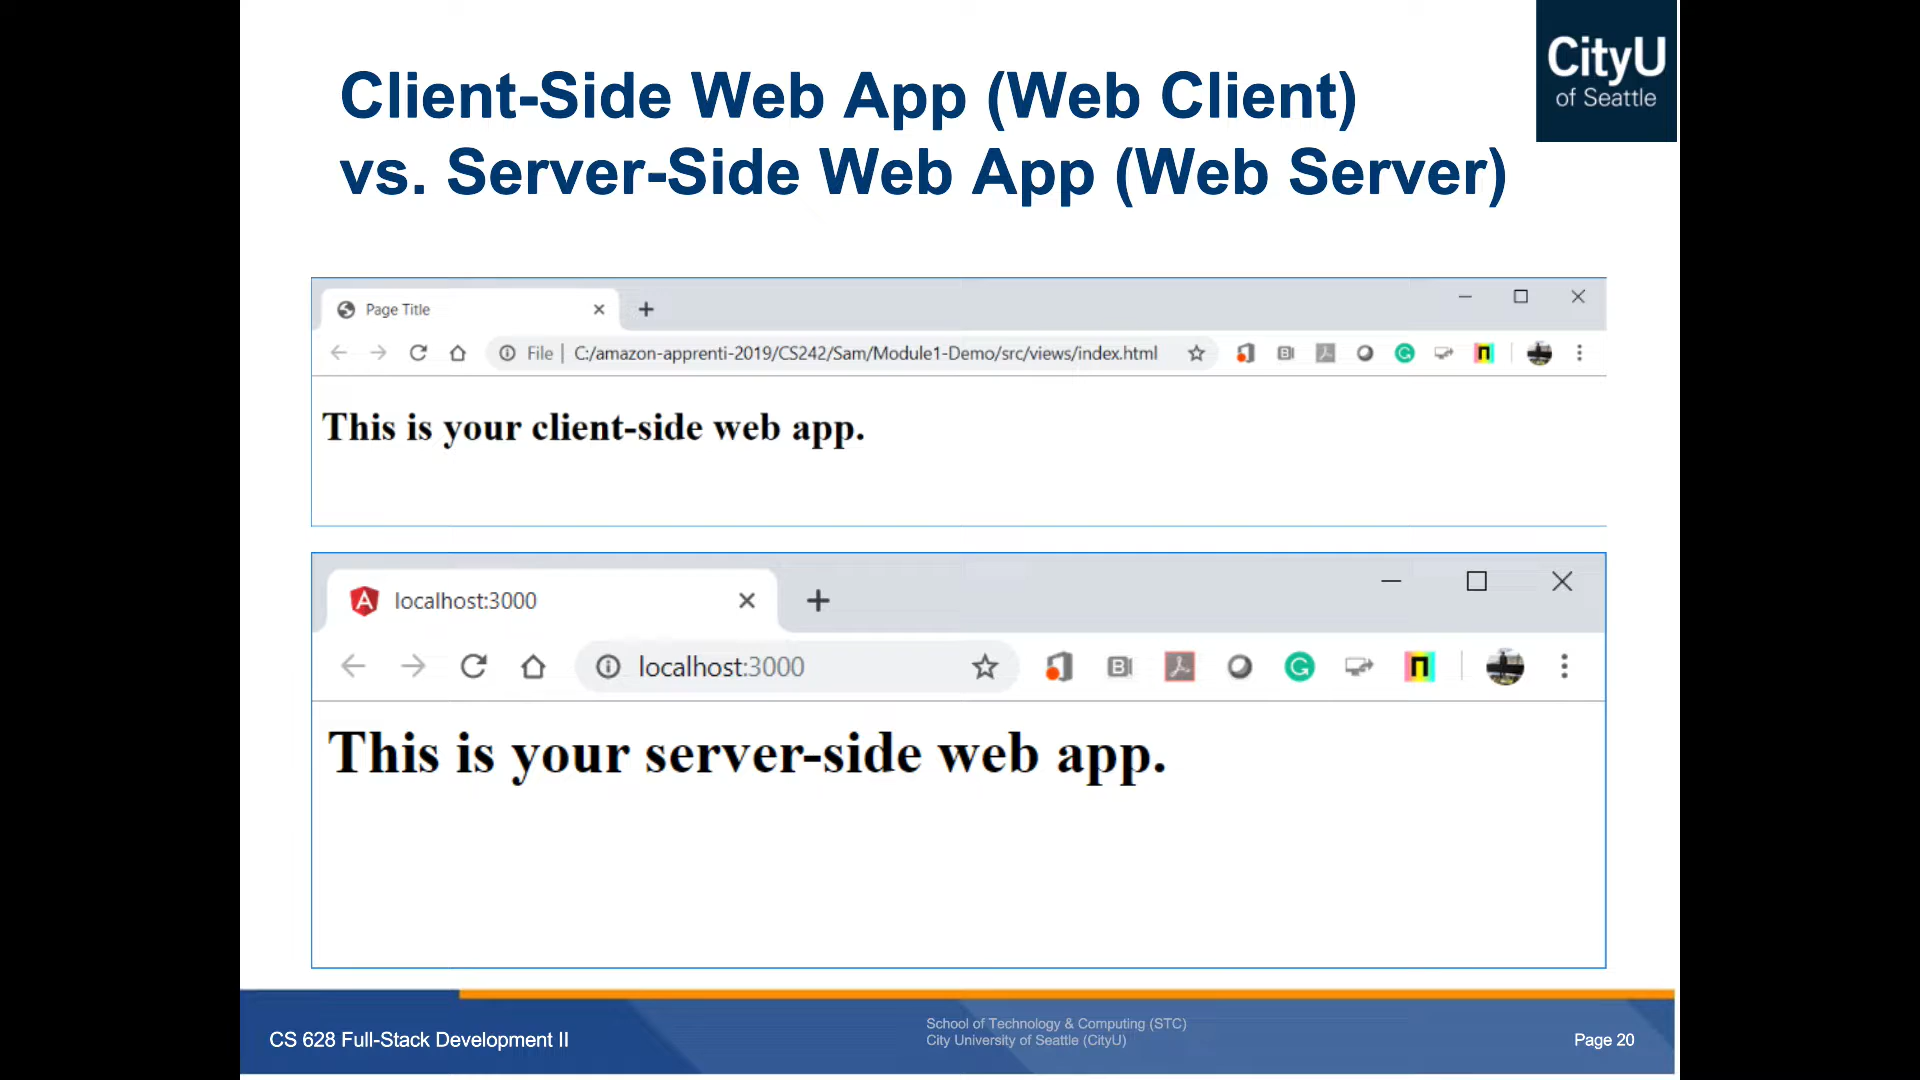 Client-Side Web App (Web Client)
vs. Server-Side Web App (Web Server)
CityU
of Seattle
Page Title
File | C:/amazon-apprenti-2019/CS242/Sam/Module1-Demo/src/views/index.html
This is your client-side web app.
localhost:3000
localhost:3000
This is your server-side web app.
CS 628 Full-Stack Development II
School of Technology & Computing (STC)
City University of Seattle (CityU)
Page 20